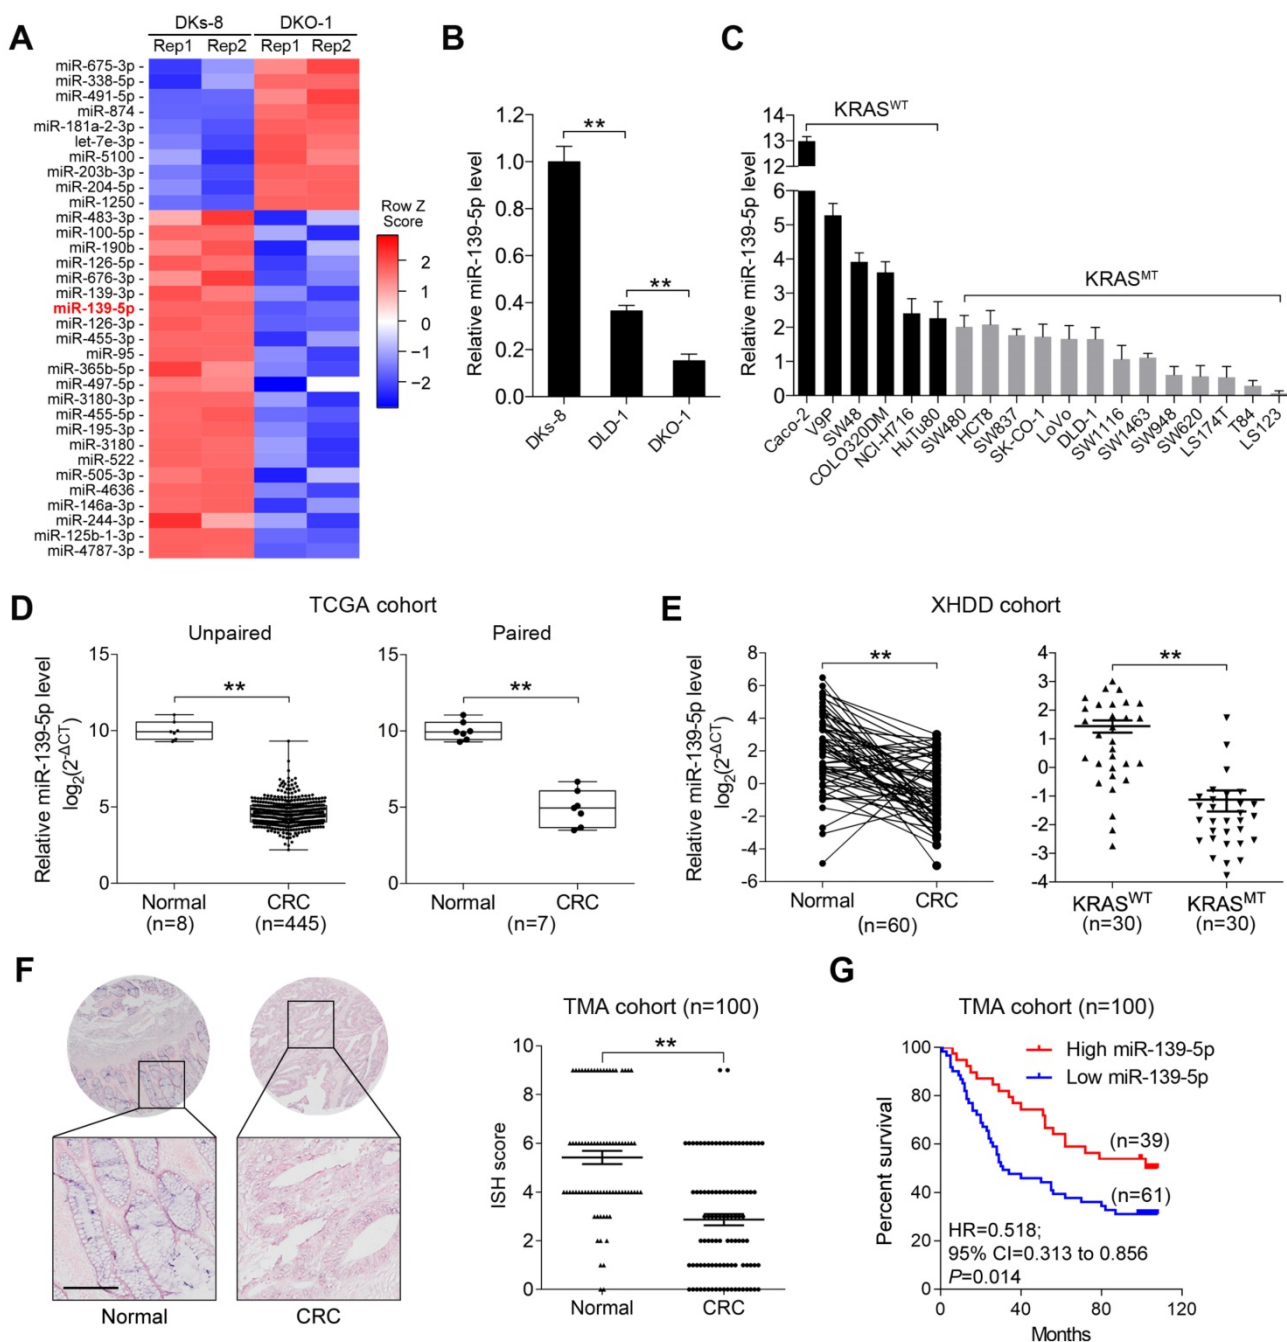 A
DKs-8 DKO-1
Rep1 Rep2 Rep1 Rep2
miR-675-3p -
miR-338-5p -
miR-491-5p -
miR-874 -
miR-181a-2-3p -
let-7e-3p -
miR-5100 -
miR-203b-3p -
miR-204-5p -
miR-1250 -
miR-483-3p -
miR-100-5p -
miR-190b -
miR-126-5p -
miR-676-3p -
miR-139-3p -
miR-139-5p -
miR-126-3p -
miR-455-3p -
miR-95 -
miR-365b-5p -
miR-497-5p -
miR-3180-3p -
miR-455-5p -
miR-195-3p -
miR-3180 -
miR-522 -
miR-505-3p -
miR-4636 -
miR-146a-3p -
miR-244-3p -
miR-125b-1-3p -
miR-4787-3p -
Row Z
Score
2
1
0
−1
−2
B
Relative miR-139-5p level
1.2
1.0
0.8
0.6
0.4
0.2
0.0
**
**
DKs-8
DLD-1
DKO-1
C
Relative miR-139-5p level
14
13
12
6
5
4
3
2
1
0
KRASWT
KRASMT
Caco-2
V9P
SW48
COLO320DM
NCI-H716
HuTu80
SW480
HCT8
SW837
SK-CO-1
LoVo
DLD-1
SW1116
SW1463
SW948
SW620
LS174T
T84
LS123
D
TCGA cohort
Unpaired
Paired
Relative miR-139-5p level
log2(2-ΔCT)
15
10
5
0
**
Normal CRC
(n=8) (n=445)
15
10
5
0
**
Normal CRC
(n=7)
E
XHDD cohort
Relative miR-139-5p level
log2(2-ΔCT)
8
6
4
2
0
-2
-4
-6
**
Normal CRC
(n=60)
4
3
2
1
0
-1
-2
-3
-4
**
KRASWT KRASMT
(n=30) (n=30)
F
Normal
CRC
TMA cohort (n=100)
ISH score
10
8
6
4
2
0
**
Normal CRC
G
TMA cohort (n=100)
Percent survival
100
80
60
40
20
0
High miR-139-5p
Low miR-139-5p
(n=39)
(n=61)
HR=0.518;
95% CI=0.313 to 0.856
P=0.014
0 40 80 120
Months